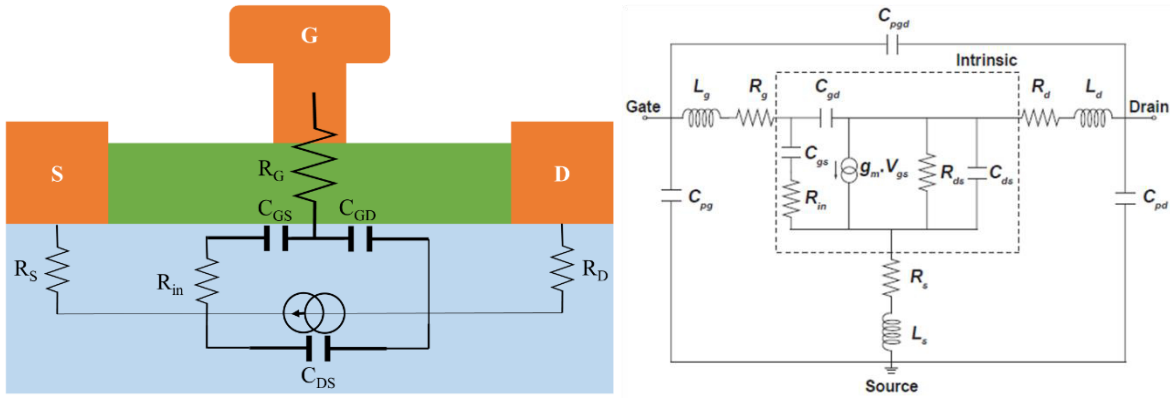 G
S
D
R_G
C_GS
C_GD
R_S
R_in
R_D
C_DS
C_pgd
Intrinsic
L_g
R_g
C_gd
R_d
L_d
Gate
Drain
C_gs
g_m.V_gs
R_ds
C_ds
R_in
C_pg
C_pd
R_s
L_s
Source